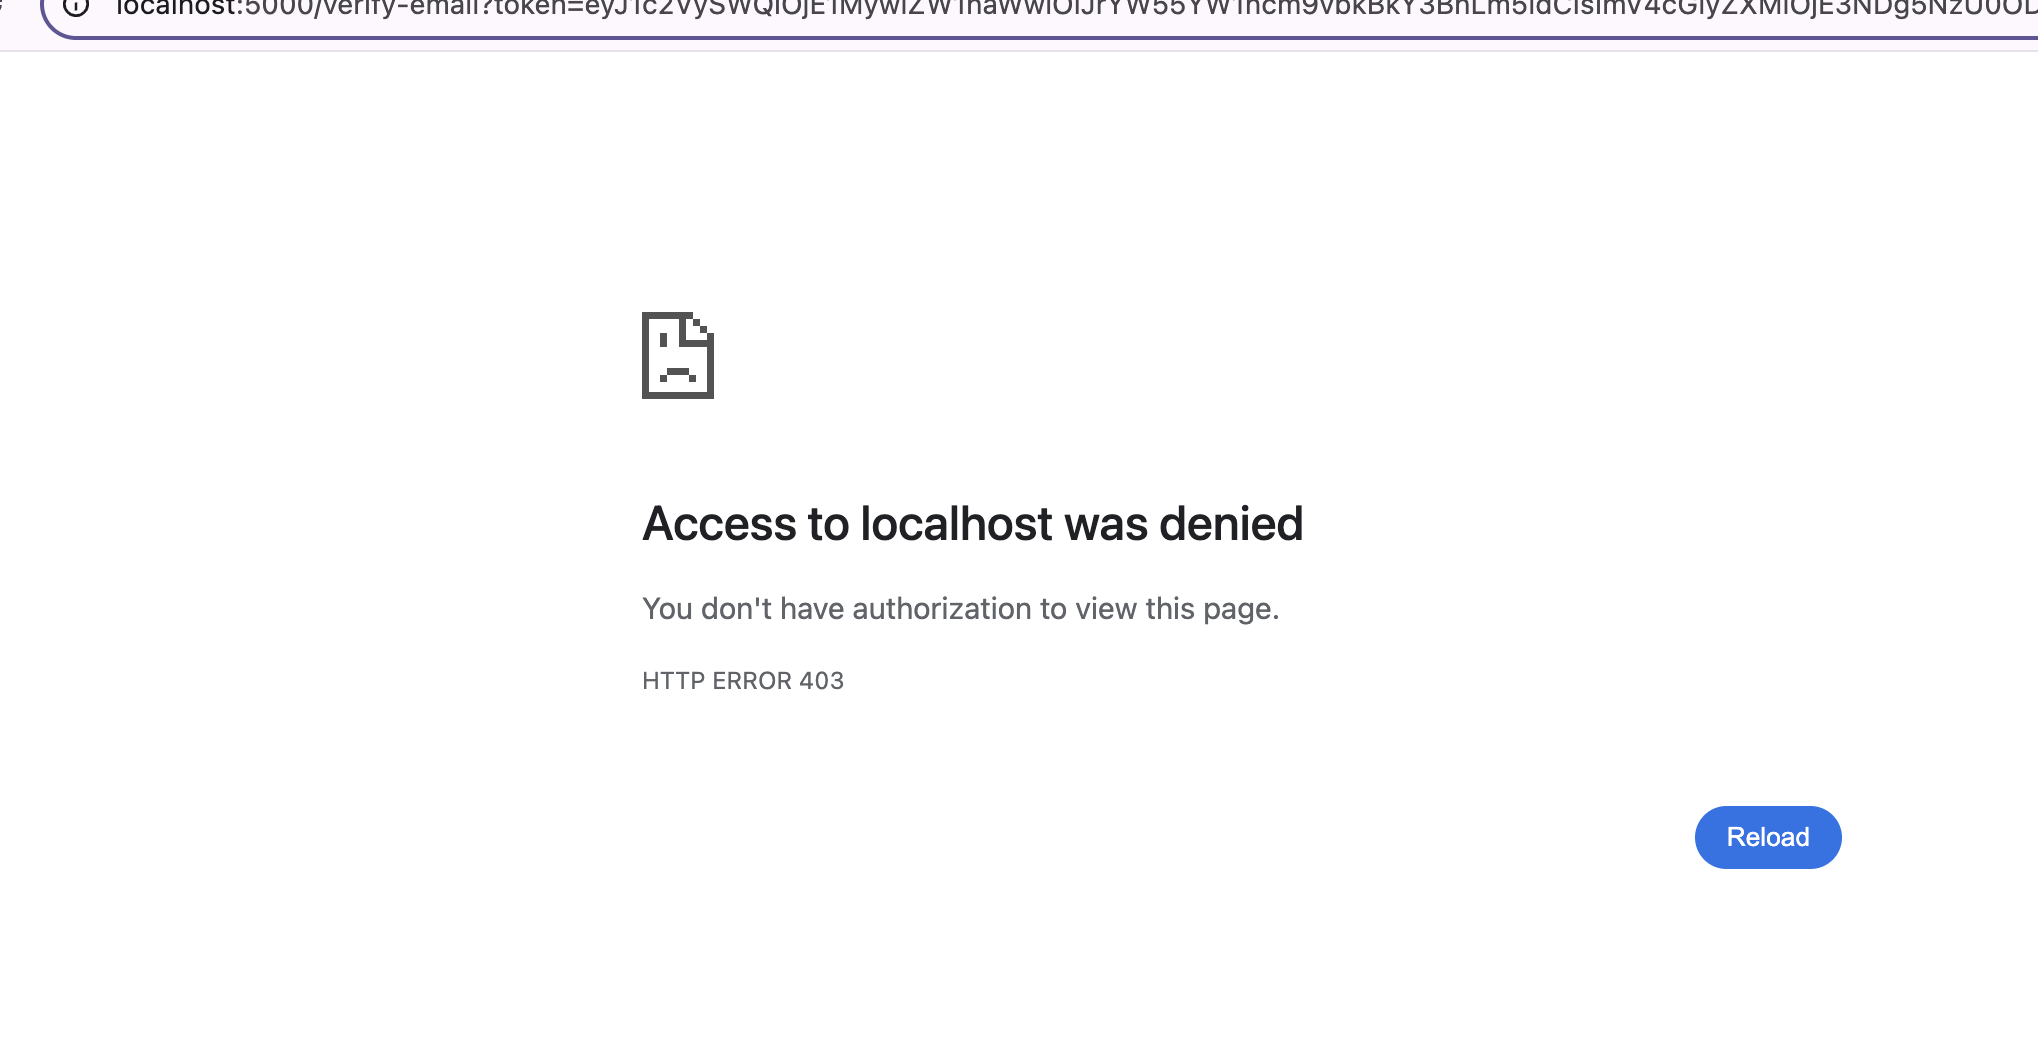 localhost:5000/verify-email?token=
Access to localhost was denied
You don't have authorization to view this page.
HTTP ERROR 403
Reload